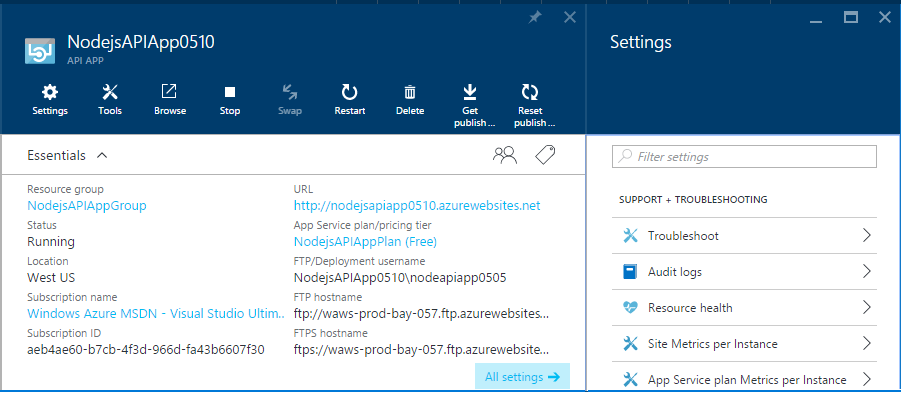 NodejsAPIApp0510
API APP
Settings
Settings
Tools
Browse
Stop
Swap
Restart
Delete
Get publish ...
Reset publish ...
Essentials
Filter settings
Resource group
NodejsAPIAppGroup
URL
http://nodejsapiapp0510.azurewebsites.net
Status
Running
App Service plan/pricing tier
NodejsAPIAppPlan (Free)
Location
West US
FTP/Deployment username
NodejsAPIApp0510\nodeapiapp0505
Subscription name
Windows Azure MSDN - Visual Studio Ultim...
FTP hostname
ftp://waws-prod-bay-057.ftp.azurewebsites...
Subscription ID
aeb4ae60-b7cb-4f3d-966d-fa43b6607f30
FTPS hostname
ftps://waws-prod-bay-057.ftp.azurewebsite...
All settings
SUPPORT + TROUBLESHOOTING
Troubleshoot
Audit logs
Resource health
Site Metrics per Instance
App Service plan Metrics per Instance